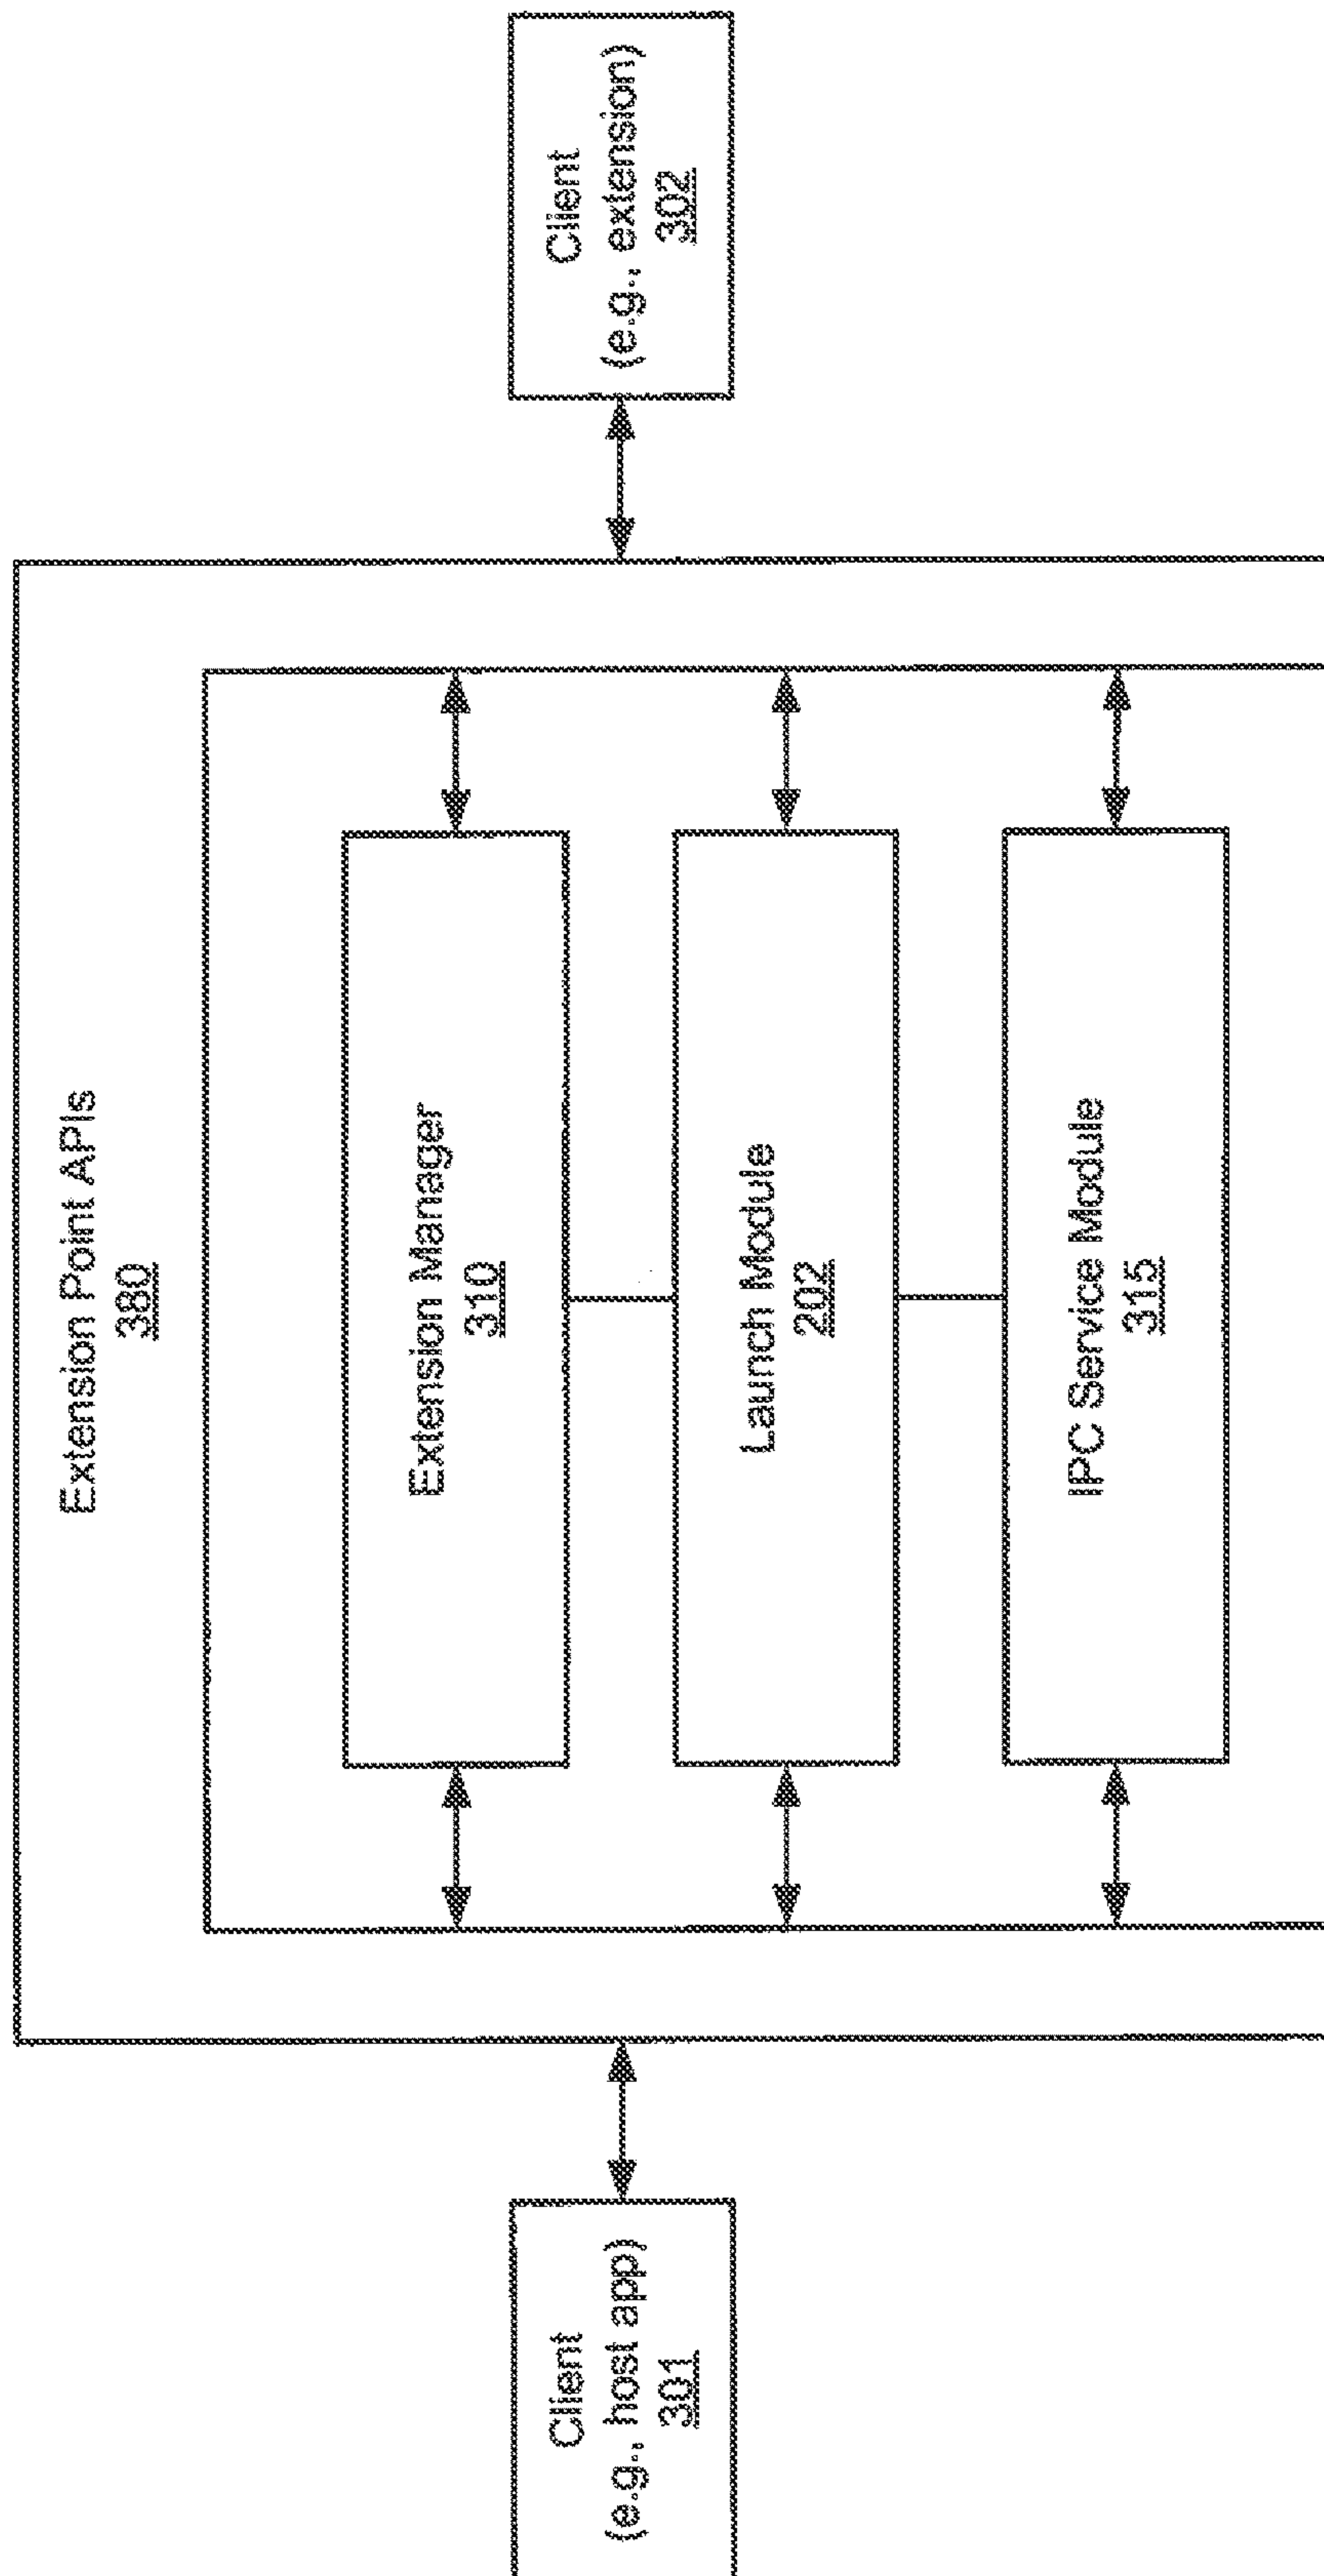 Extension Point APIs
380
Client
(e.g., host app)
301
Extension Manager
310
Launch Module
202
IPC Service Module
315
Client
(e.g., extension)
302